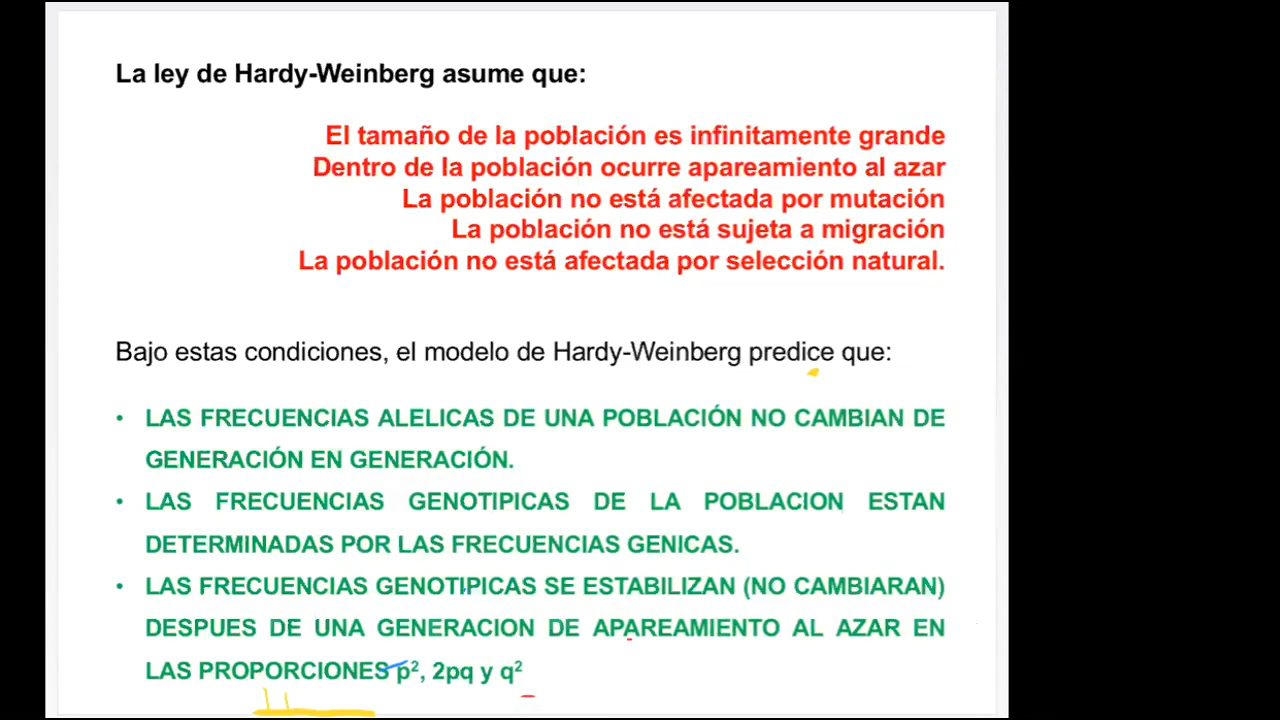 La ley de Hardy-Weinberg asume que:
El tamaño de la población es infinitamente grande
Dentro de la población ocurre apareamiento al azar
La población no está afectada por mutación
La población no está sujeta a migración
La población no está afectada por selección natural.
Bajo estas condiciones, el modelo de Hardy-Weinberg predice que:
• LAS FRECUENCIAS ALELICAS DE UNA POBLACIÓN NO CAMBIAN DE
GENERACIÓN EN GENERACIÓN.
• LAS FRECUENCIAS GENOTIPICAS DE LA POBLACION ESTAN
DETERMINADAS POR LAS FRECUENCIAS GENICAS.
• LAS FRECUENCIAS GENOTIPICAS SE ESTABILIZAN (NO CAMBIARAN)
DESPUES DE UNA GENERACION DE APAREAMIENTO AL AZAR EN
LAS PROPORCIONES p², 2pq y q²